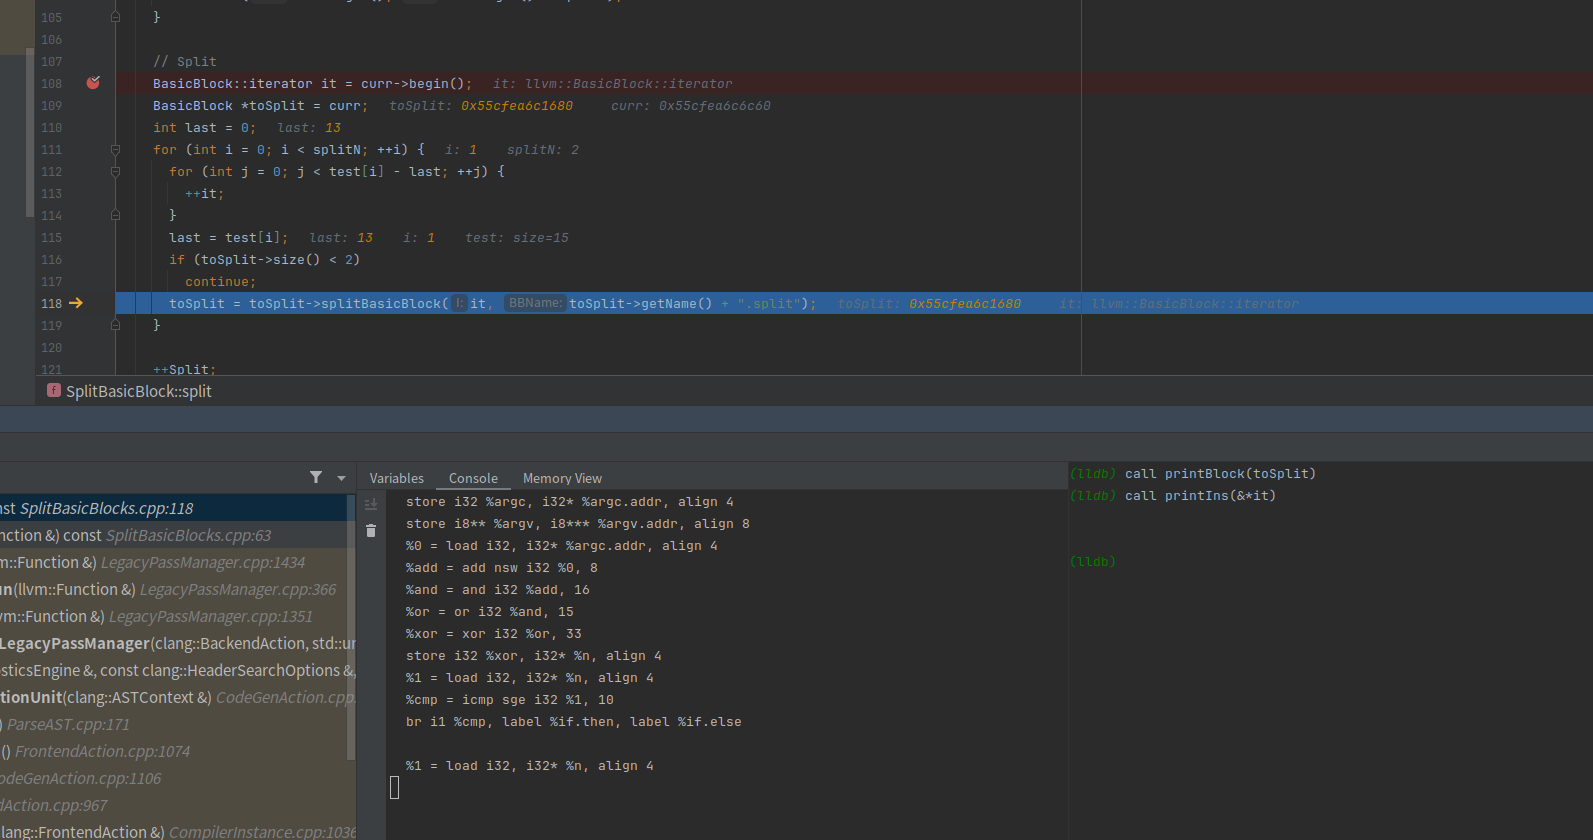 105 }
106
107 // Split
108 BasicBlock::iterator it = curr->begin(); it: llvm::BasicBlock::iterator
109 BasicBlock *toSplit = curr; toSplit: 0x55cfea6c1680 curr: 0x55cfea6c6c60
110 int last = 0; last: 13
111 for (int i = 0; i < splitN; ++i) { i: 1 splitN: 2
112 for (int j = 0; j < test[i] - last; ++j) {
113 ++it;
114 }
115 last = test[i]; last: 13 i: 1 test: size=15
116 if (toSplit->size() < 2)
117 continue;
118 toSplit = toSplit->splitBasicBlock( I: it, BBName: toSplit->getName() + ".split"); toSplit: 0x55cfea6c1680 it: llvm::BasicBlock::iterator
119 }
120
121 ++Split;
f SplitBasicBlock::split
Variables Console Memory View
nst SplitBasicBlocks.cpp:118
nction &) const SplitBasicBlocks.cpp:63
m::Function &) LegacyPassManager.cpp:1434
un(llvm::Function &) LegacyPassManager.cpp:366
vm::Function &) LegacyPassManager.cpp:1351
LegacyPassManager(clang::BackendAction, std::ur
osticsEngine &, const clang::HeaderSearchOptions &,
tionUnit(clang::ASTContext &) CodeGenAction.cpp
) ParseAST.cpp:171
() FrontendAction.cpp:1074
odeGenAction.cpp:1106
dAction.cpp:967
lang::FrontendAction &) CompilerInstance.cpp:1036
store i32 %argc, i32* %argc.addr, align 4
store i8** %argv, i8*** %argv.addr, align 8
%0 = load i32, i32* %argc.addr, align 4
%add = add nsw i32 %0, 8
%and = and i32 %add, 16
%or = or i32 %and, 15
%xor = xor i32 %or, 33
store i32 %xor, i32* %n, align 4
%1 = load i32, i32* %n, align 4
%cmp = icmp sge i32 %1, 10
br i1 %cmp, label %if.then, label %if.else
%1 = load i32, i32* %n, align 4
(lldb) call printBlock(toSplit)
(lldb) call printIns(&*it)
(lldb)